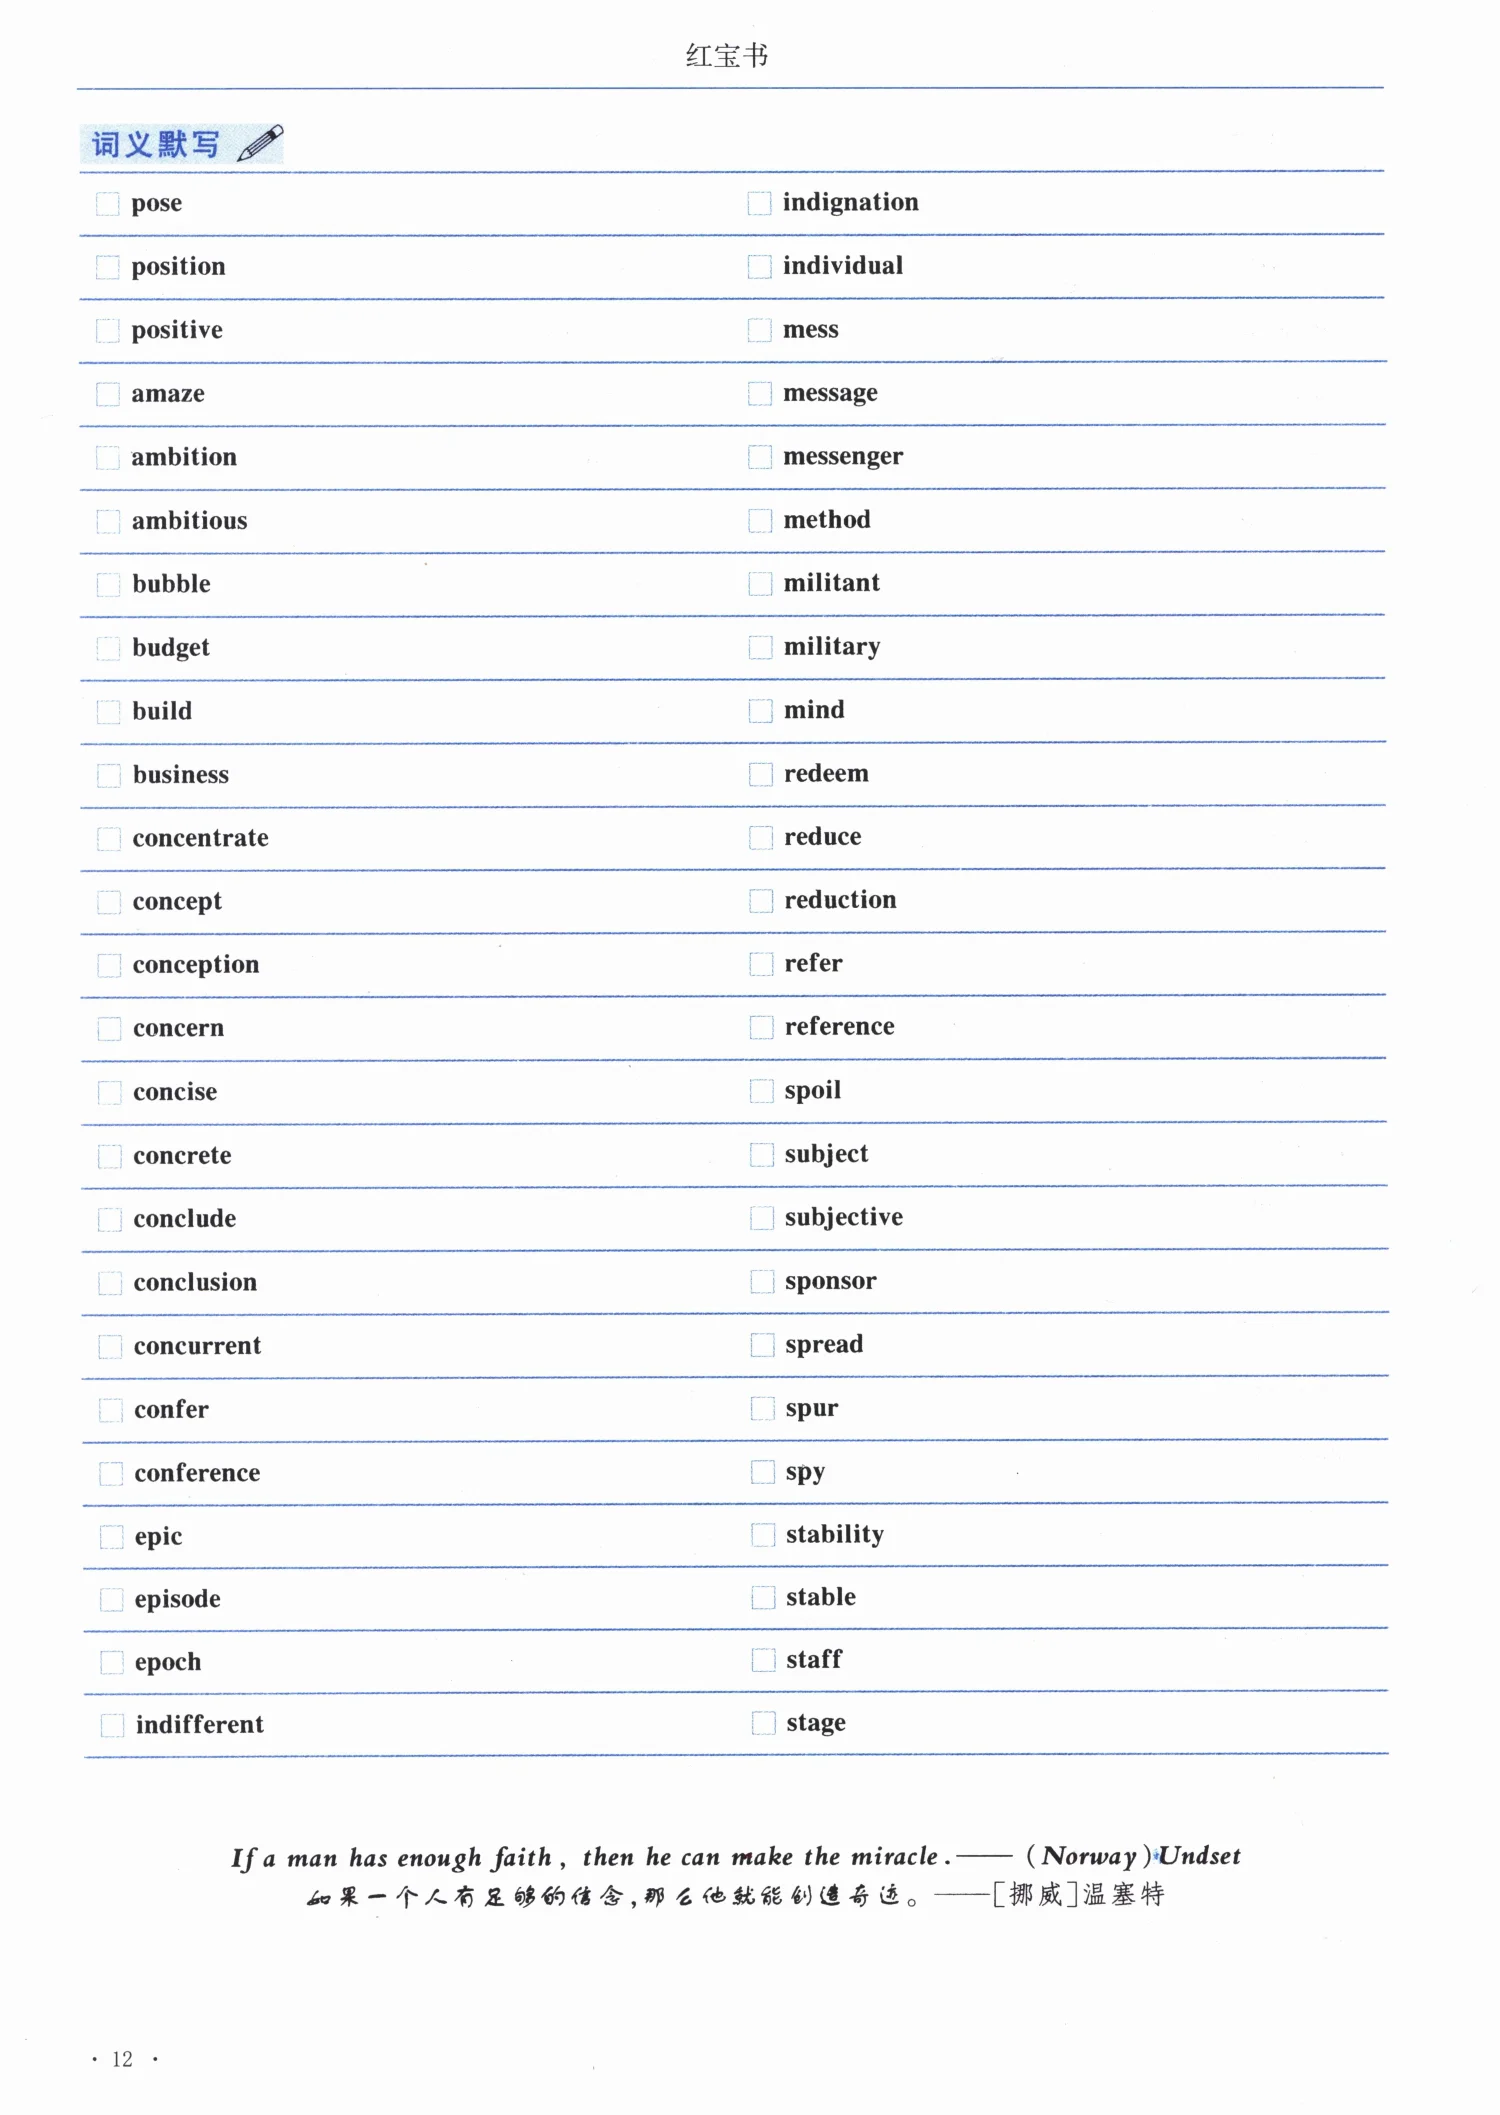 红宝书
词义默写
pose
indignation
position
individual
positive
mess
amaze
message
ambition
messenger
ambitious
method
bubble
militant
budget
military
build
mind
business
redeem
concentrate
reduce
concept
reduction
conception
refer
concern
reference
concise
spoil
concrete
subject
conclude
subjective
conclusion
sponsor
concurrent
spread
confer
spur
conference
spy
epic
stability
episode
stable
epoch
staff
indifferent
stage
If a man has enough faith, then he can make the miracle.—— (Norway) Undset
如果一个人有足够的信念,那么他就能创造奇迹。——[挪威]温塞特
· 12 ·